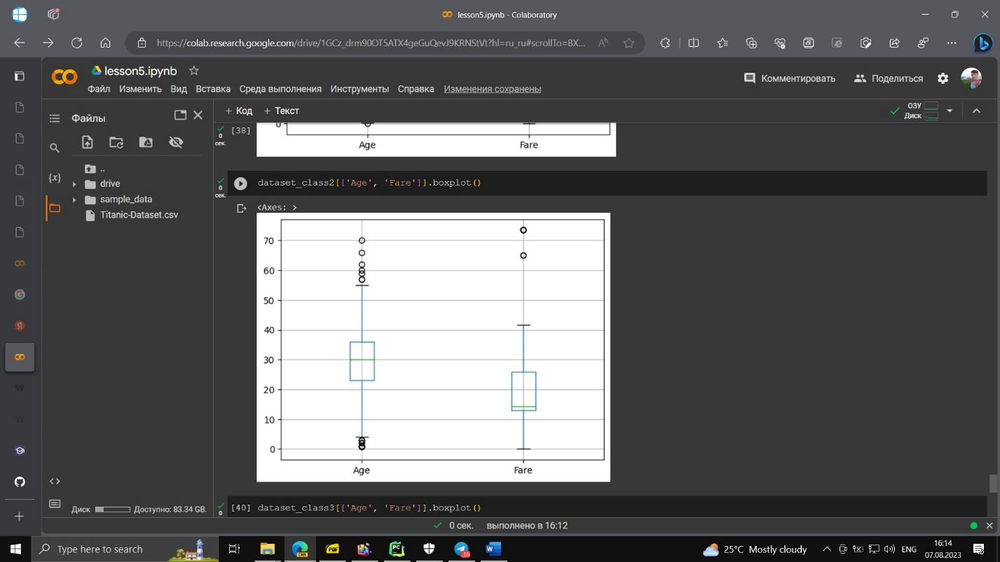 lesson5.ipynb - Colaboratory
https://colab.research.google.com/drive/1GCz_drm90OT5ATX4geGuQevJ9KRNStVt?hl=ru_ru#scrollTo=BX...
lesson5.ipynb
Файл Изменить Вид Вставка Среда выполнения Инструменты Справка Изменения сохранены
Комментировать Поделиться
Файлы
+ Код + Текст
ОЗУ
Диск
..
drive
sample_data
Titanic-Dataset.csv
0
сек.
[38]
0
Age Fare
0
сек.
dataset_class2[['Age', 'Fare']].boxplot()
<Axes: >
70
60
50
40
30
20
10
0
Age Fare
Диск Доступно: 83.34 GB.
0
[40] dataset_class3[['Age', 'Fare']].boxplot()
0 сек. выполнено в 16:12
Type here to search
CAN
PDF
PC
55
W
25°C Mostly cloudy
ENG
16:14
07.08.2023